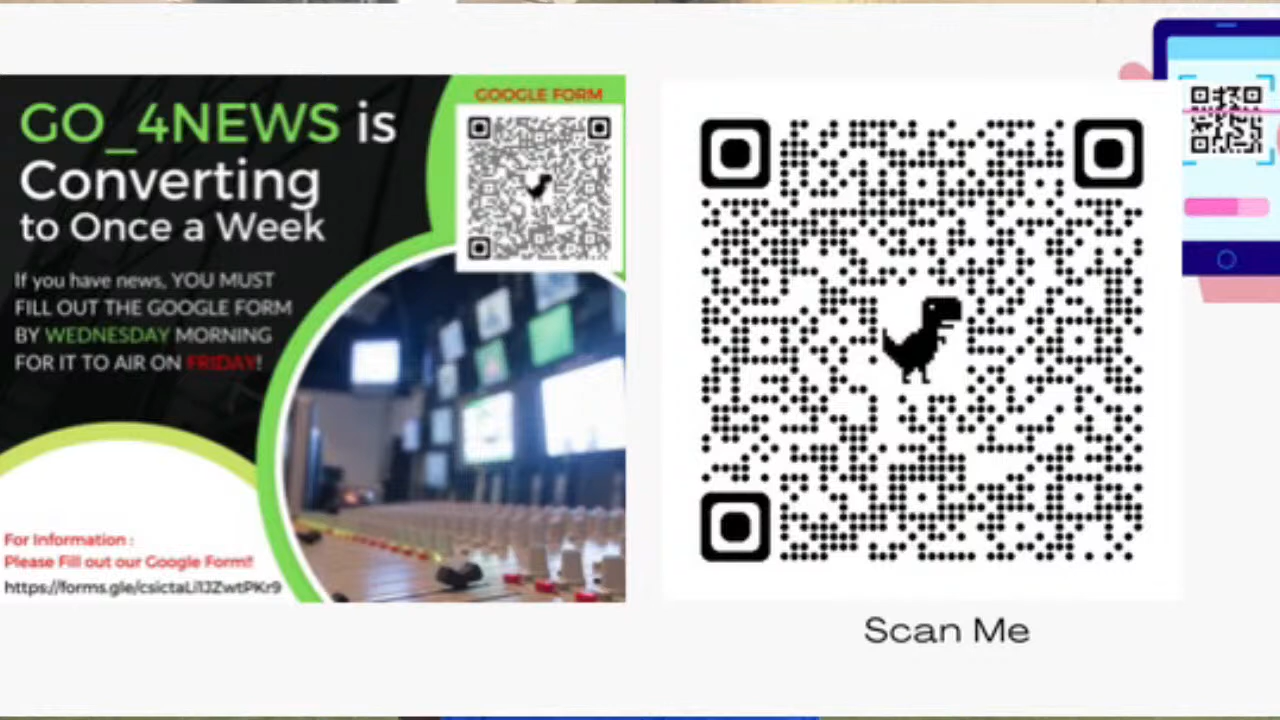 GO_4NEWS is
Converting
to Once a Week
GOOGLE FORM
If you have news, YOU MUST
FILL OUT THE GOOGLE FORM
BY WEDNESDAY MORNING
FOR IT TO AIR ON FRIDAY!
For Information :
Please Fill out our Google Form!!
Scan Me